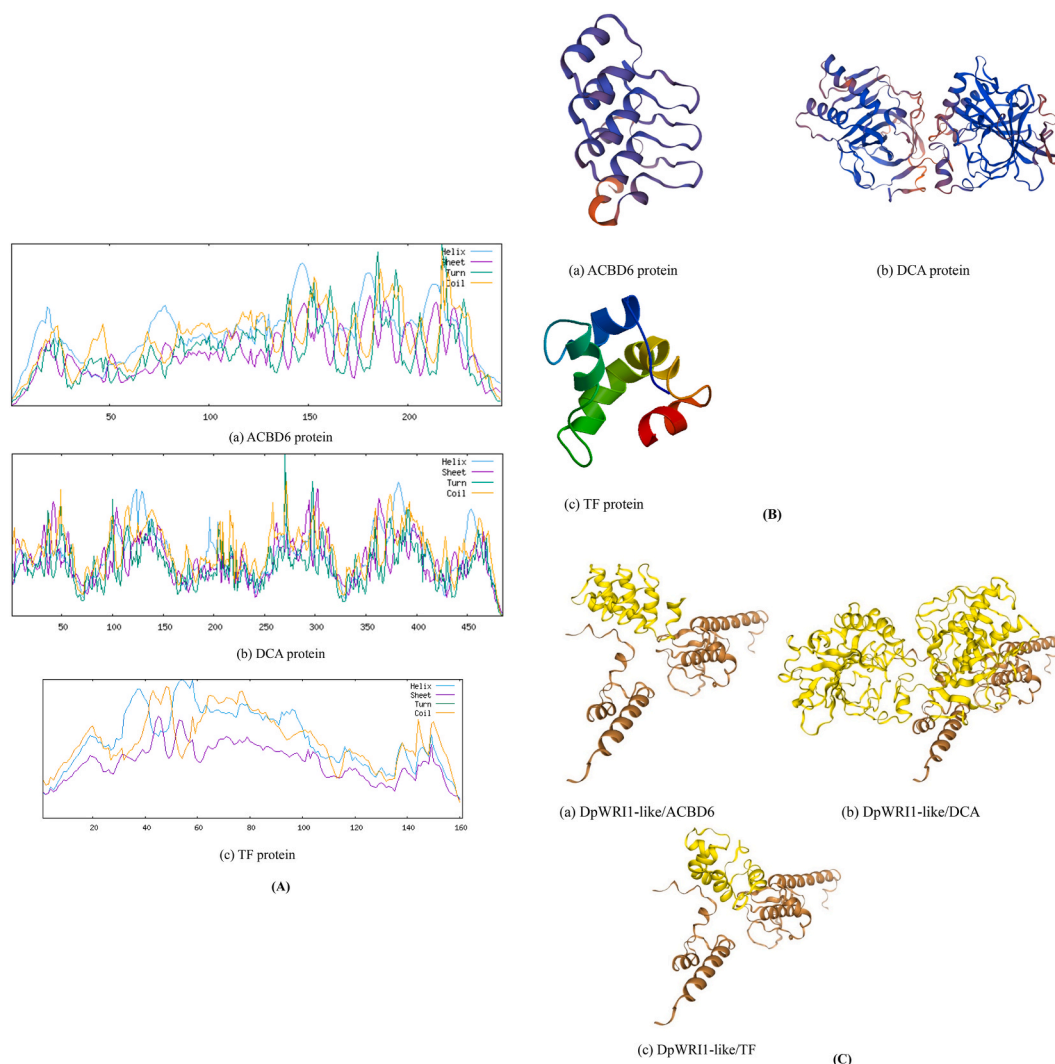 Helix
Sheet
Turn
Coil
50
100
150
200
(a) ACBD6 protein
Helix
Sheet
Turn
Coil
50
100
150
200
250
300
350
400
450
(b) DCA protein
Helix
Sheet
Turn
Coil
20
40
60
80
100
120
140
160
(c) TF protein
(A)
(a) ACBD6 protein
(b) DCA protein
(c) TF protein
(B)
(a) DpWRI1-like/ACBD6
(b) DpWRI1-like/DCA
(c) DpWRI1-like/TF
(C)